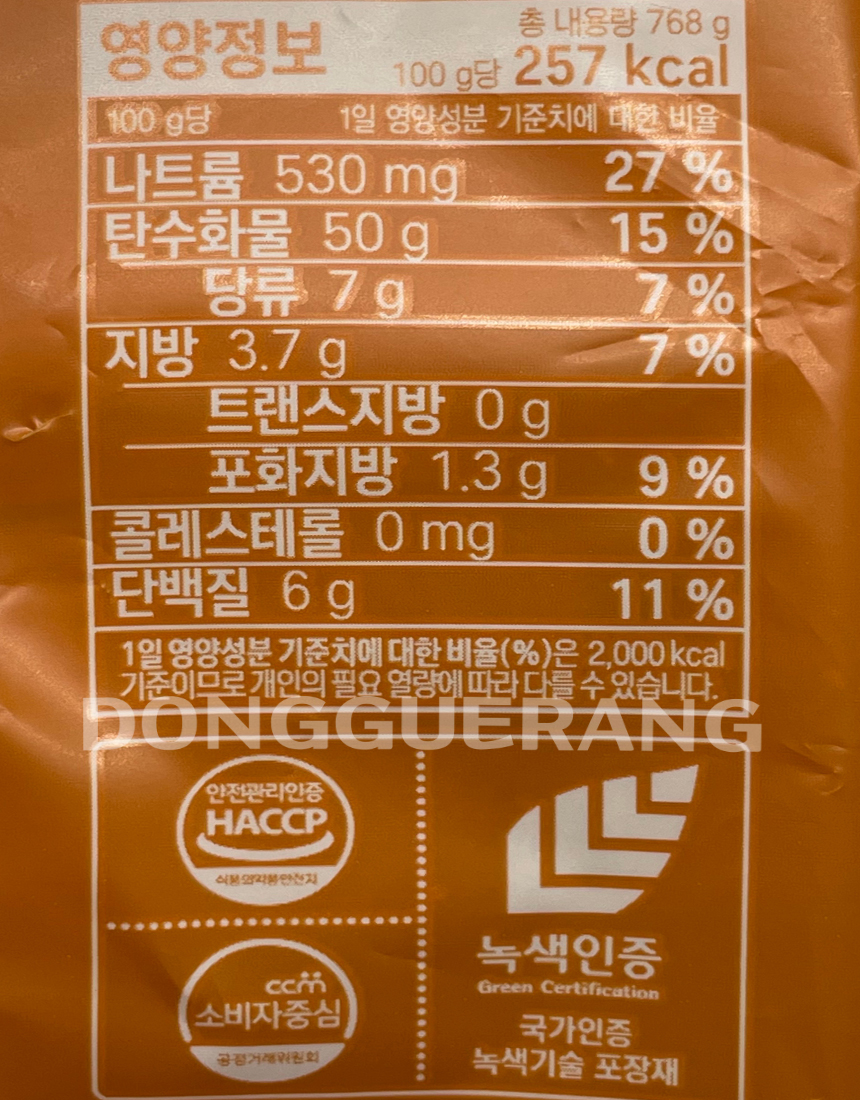 영양정보
총 내용량 768 g
100 g당 257 kcal
100 g당 1일 영양성분 기준치에 대한 비율
나트륨 530 mg 27 %
탄수화물 50 g 15 %
당류 7 g 7 %
지방 3.7 g 7 %
트랜스지방 0 g
포화지방 1.3 g 9 %
콜레스테롤 0 mg 0 %
단백질 6 g 11 %
1일 영양성분 기준치에 대한 비율(%)은 2,000 kcal
기준이므로 개인의 필요 열량에 따라 다를 수 있습니다.
DONGGUERANG
안전관리인증
HACCP
식품의약품안전처
ccm
소비자중심
공정거래위원회
녹색인증
Green Certification
국가인증
녹색기술 포장재